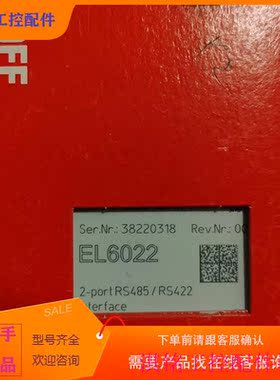 工控配件
FF
Ser.Nr.: 38220318 Rev.Nr.: 00
EL6022
2-port RS485 / RS422
interface
SALE
手
品
型号齐全
欢迎咨询
下单前请跟客服确认
需要产品找在线客服